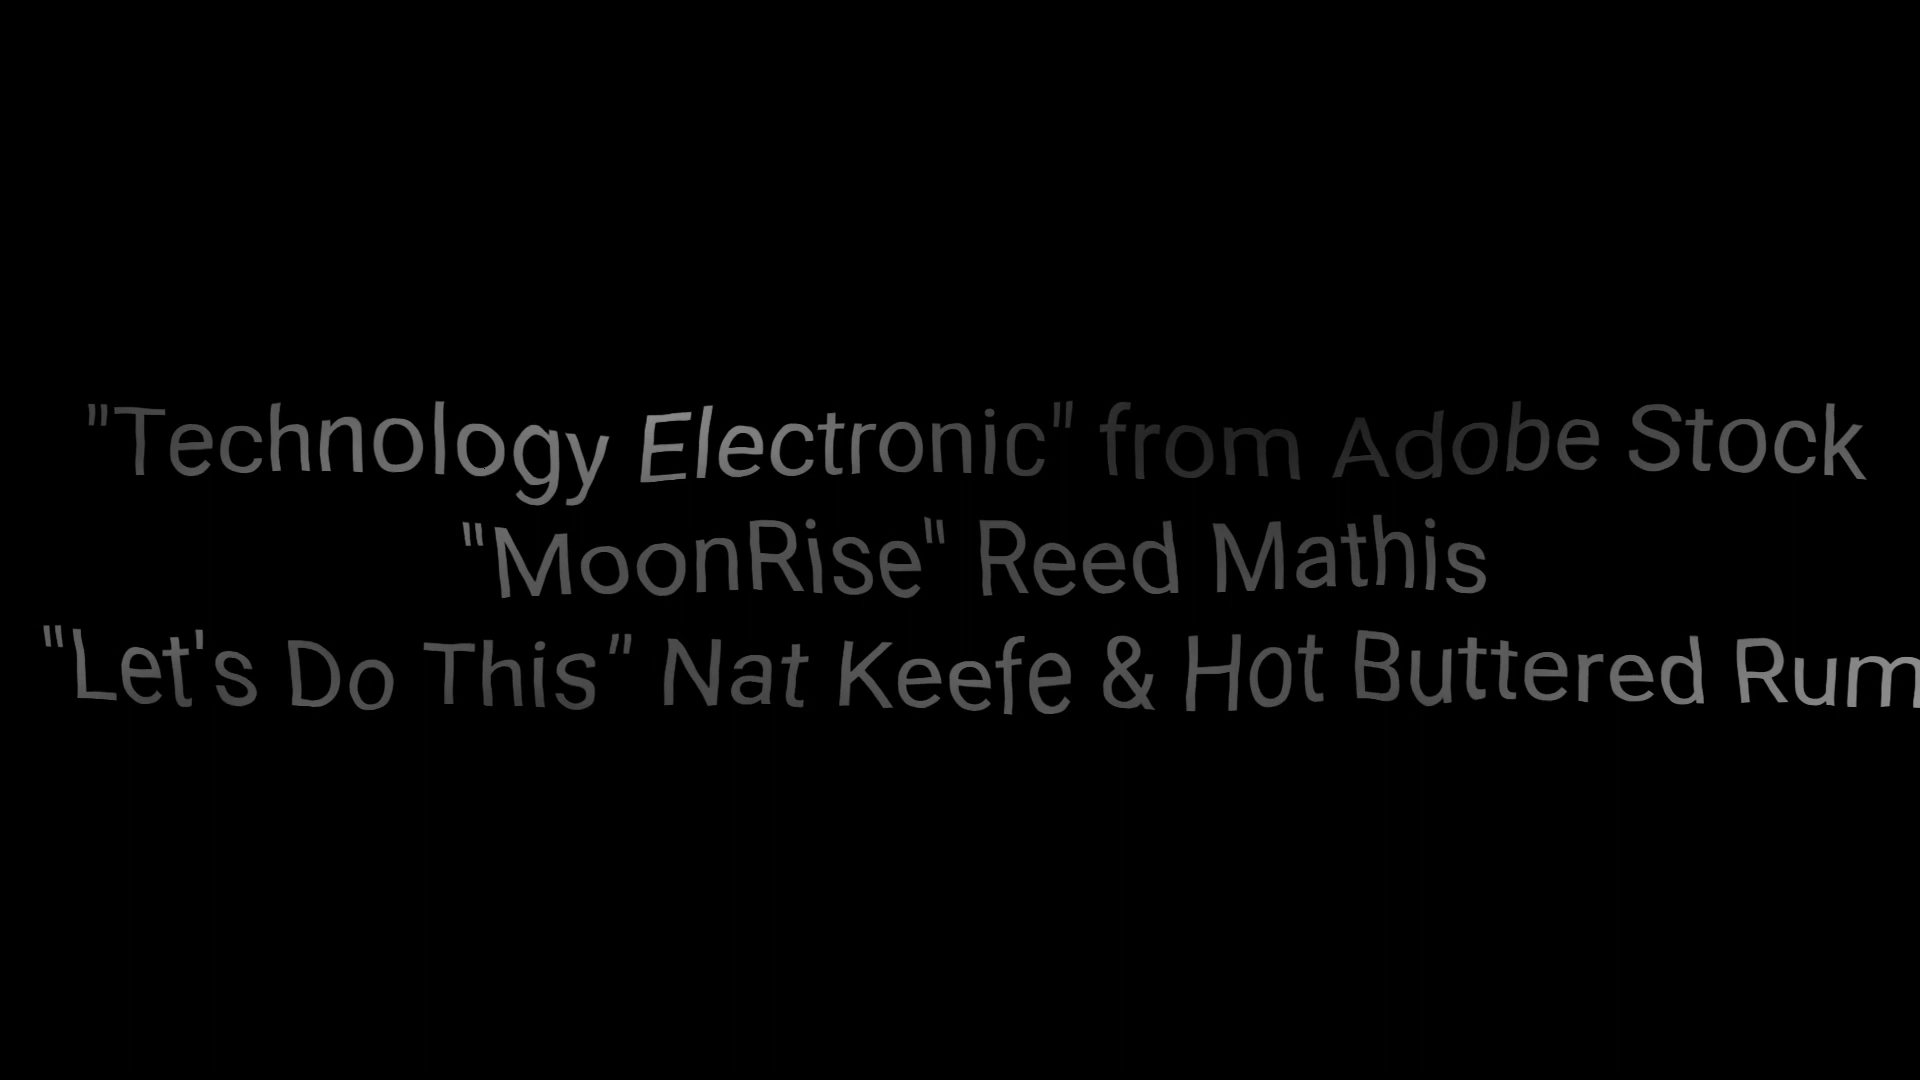 "Technology Electronic" from Adobe Stock
"MoonRise" Reed Mathis
"Let's Do This" Nat Keefe & Hot Buttered Rum